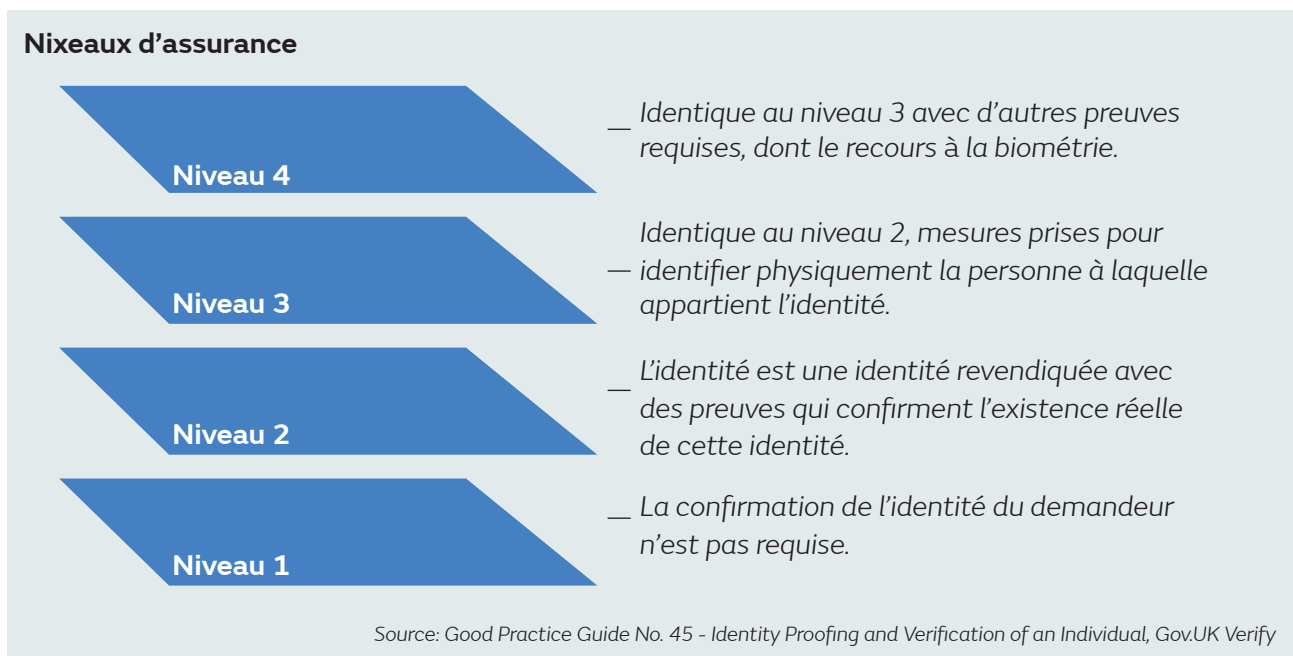 Nixeaux d’assurance
Niveau 4
— Identique au niveau 3 avec d’autres preuves
requises, dont le recours à la biométrie.
Niveau 3
Identique au niveau 2, mesures prises pour
— identifier physiquement la personne à laquelle
appartient l’identité.
Niveau 2
— L’identité est une identité revendiquée avec
des preuves qui confirment l’existence réelle
de cette identité.
Niveau 1
— La confirmation de l’identité du demandeur
n’est pas requise.
Source: Good Practice Guide No. 45 - Identity Proofing and Verification of an Individual, Gov.UK Verify